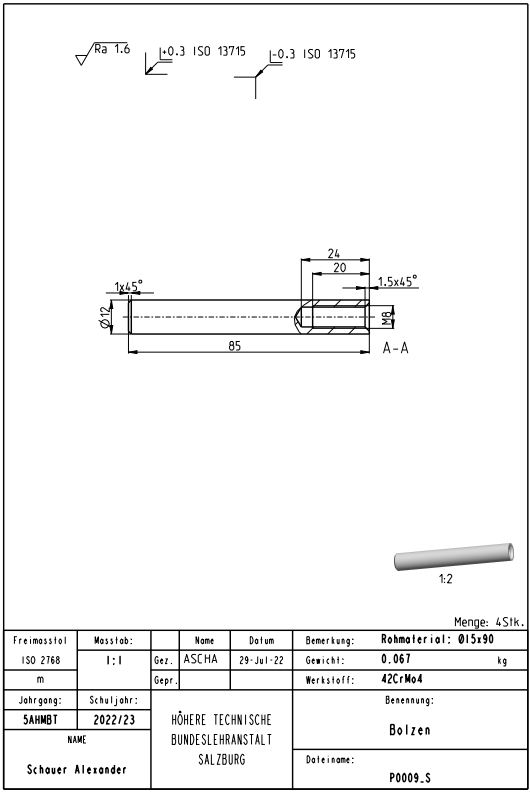 Ra 1.6
+0.3 ISO 13715
-0.3 ISO 13715
24
20
1x45°
1.5x45°
Ø12
M8
85
A-A
1:2
Menge: 4Stk.
Freimasstol
Masstab:
Name
Datum
Bemerkung:
Rohmaterial: Ø15x90
ISO 2768
1:1
Gez.
ASCHA
29-Jul-22
Gewicht:
0.067
kg
m
Gepr.
Werkstoff:
42CrMo4
Jahrgang:
Schuljahr:
Benennung:
5AHMBT
2022/23
HÖHERE TECHNISCHE
BUNDESLEHRANSTALT
SALZBURG
Bolzen
NAME
Schauer Alexander
Dateiname:
P0009_S